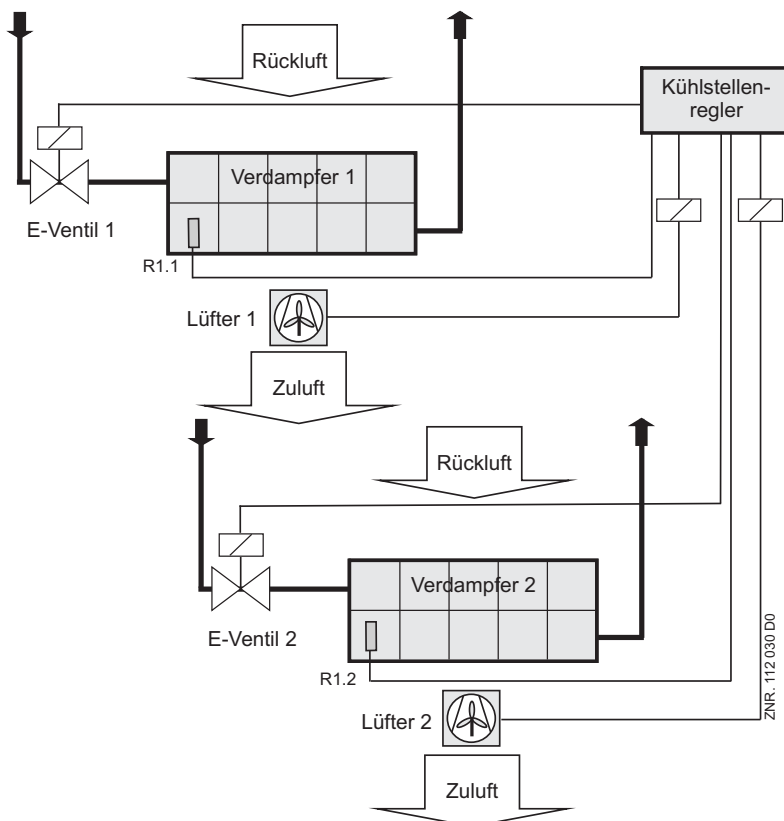 Rückluft
Kühlstellen-
regler
Verdampfer 1
E-Ventil 1
R1.1
Lüfter 1
Zuluft
Rückluft
Verdampfer 2
E-Ventil 2
R1.2
Lüfter 2
Zuluft
ZNR. 112 030 D0